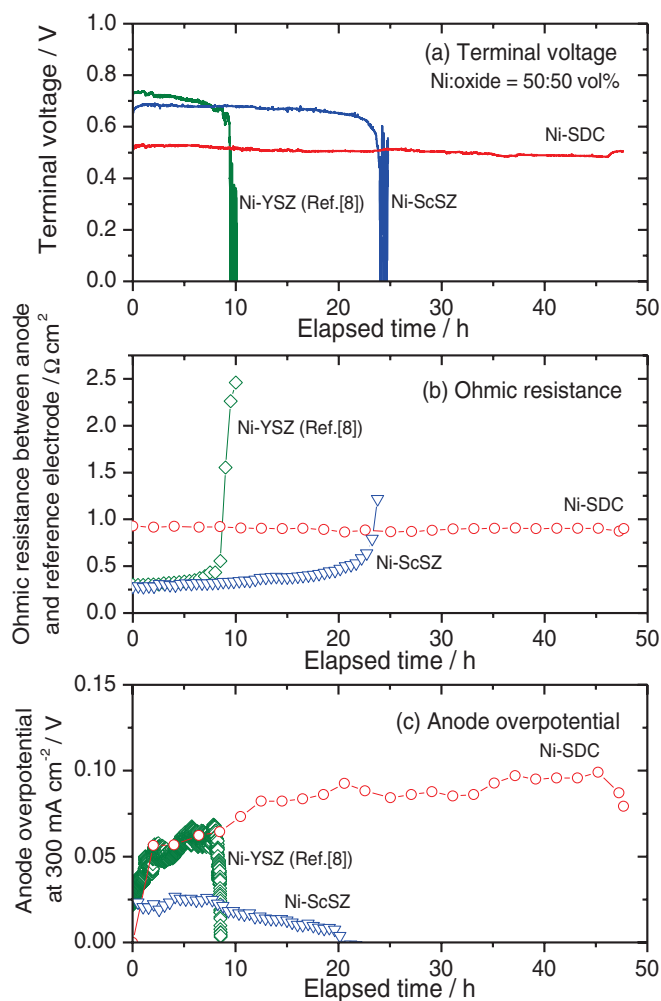 (a) Terminal voltage
Ni:oxide = 50:50 vol%
Ni-SDC
Ni-YSZ (Ref.[8])
Ni-ScSZ
Terminal voltage / V
1.0
0.8
0.6
0.4
0.2
0.0
0 10 20 30 40 50
Elapsed time / h
(b) Ohmic resistance
Ni-YSZ (Ref.[8])
Ni-SDC
Ni-ScSZ
Ohmic resistance between anode
and reference electrode / Ω cm²
2.5
2.0
1.5
1.0
0.5
0.0
0 10 20 30 40 50
Elapsed time / h
(c) Anode overpotential
Ni-SDC
Ni-YSZ (Ref.[8])
Ni-ScSZ
Anode overpotential
at 300 mA cm⁻² / V
0.15
0.10
0.05
0.00
0 10 20 30 40 50
Elapsed time / h